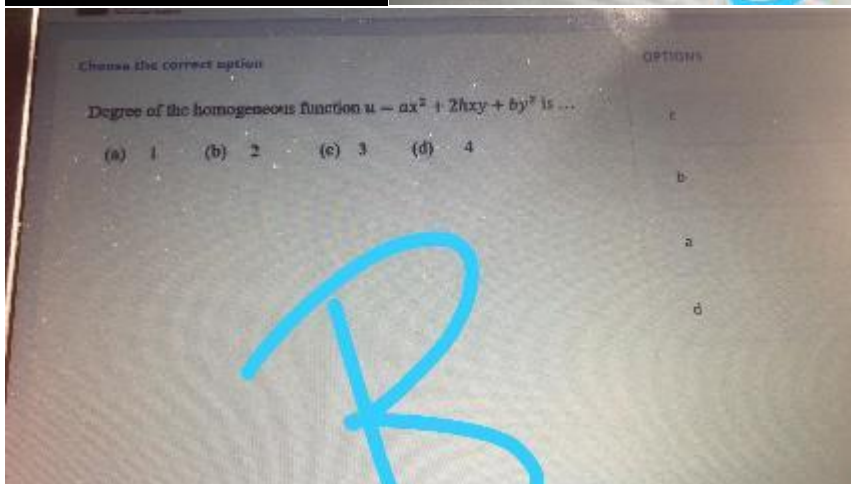 Choose the correct option
OPTIONS
Degree of the homogeneous function u = ax² + 2hxy + by² is ...
(a) 1 (b) 2 (c) 3 (d) 4
c
b
a
d
B